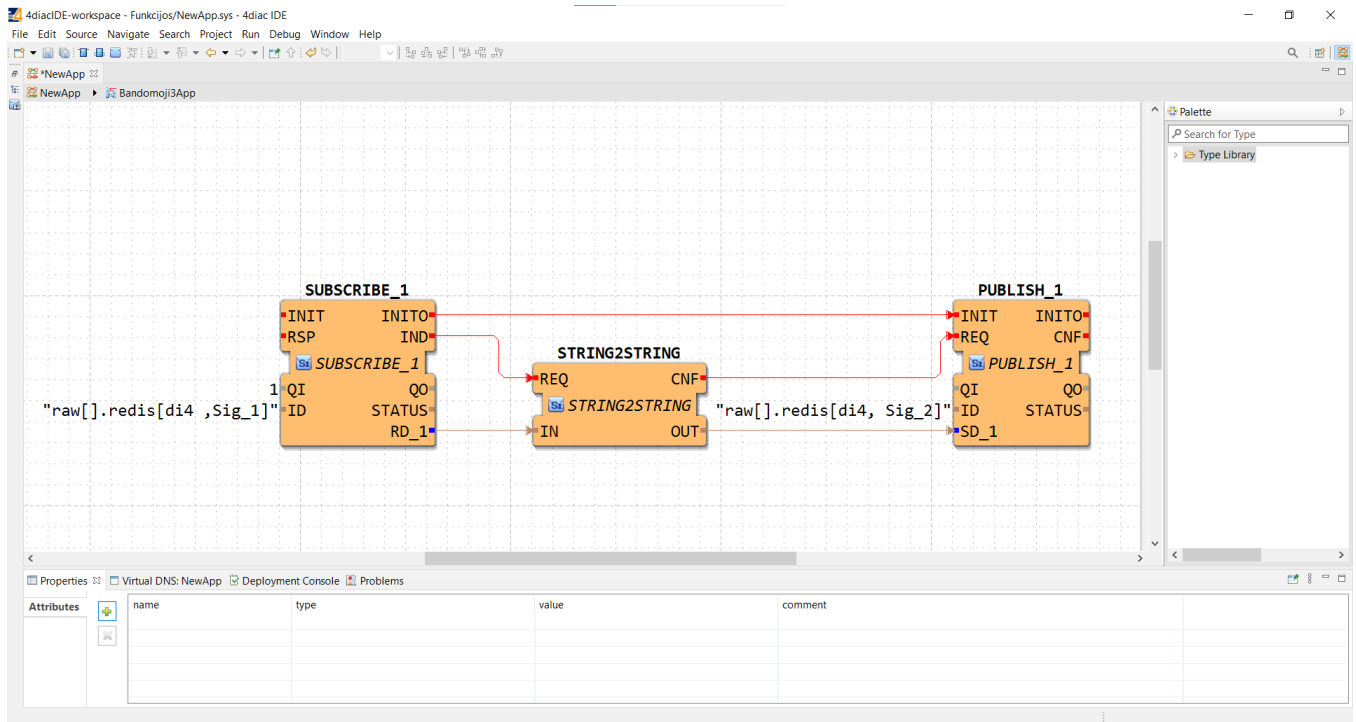 4diacIDE-workspace - Funkcijos/NewApp.sys - 4diac IDE
File Edit Source Navigate Search Project Run Debug Window Help
*NewApp
NewApp Bandomoji3App
Palette
Search for Type
Type Library
SUBSCRIBE_1
INIT INITO
RSP IND
SUBSCRIBE_1
1 QI QO
"raw[].redis[di4 ,Sig_1]" ID STATUS
RD_1
STRING2STRING
REQ CNF
STRING2STRING
IN OUT
PUBLISH_1
INIT INITO
REQ CNF
PUBLISH_1
QI QO
"raw[].redis[di4, Sig_2]" ID STATUS
SD_1
Properties Virtual DNS: NewApp Deployment Console Problems
Attributes
name type value comment